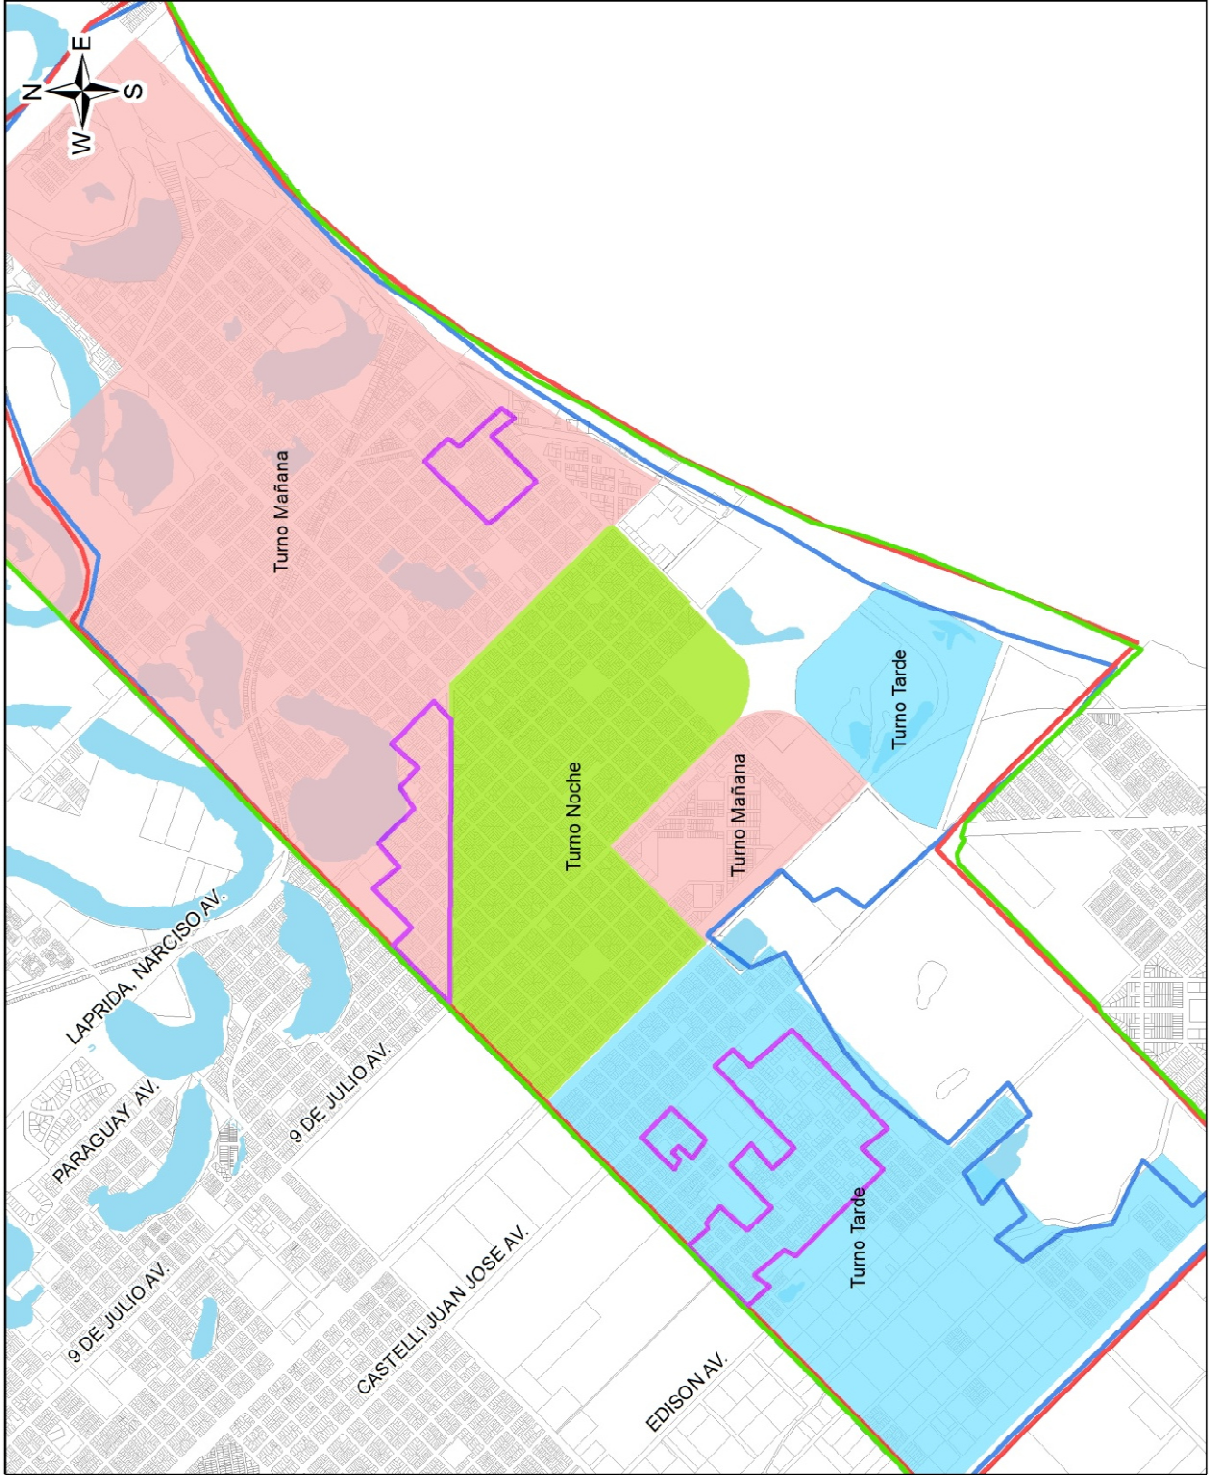 N
E
W
S
Turno Mañana
LAPRIDA, NARCISO AV.
PARAGUAY AV.
9 DE JULIO AV.
9 DE JULIO AV.
CASTELLI JUAN JOSE AV.
EDISON AV.
Turno Noche
Turno Mañana
Turno Tarde
Turno Tarde